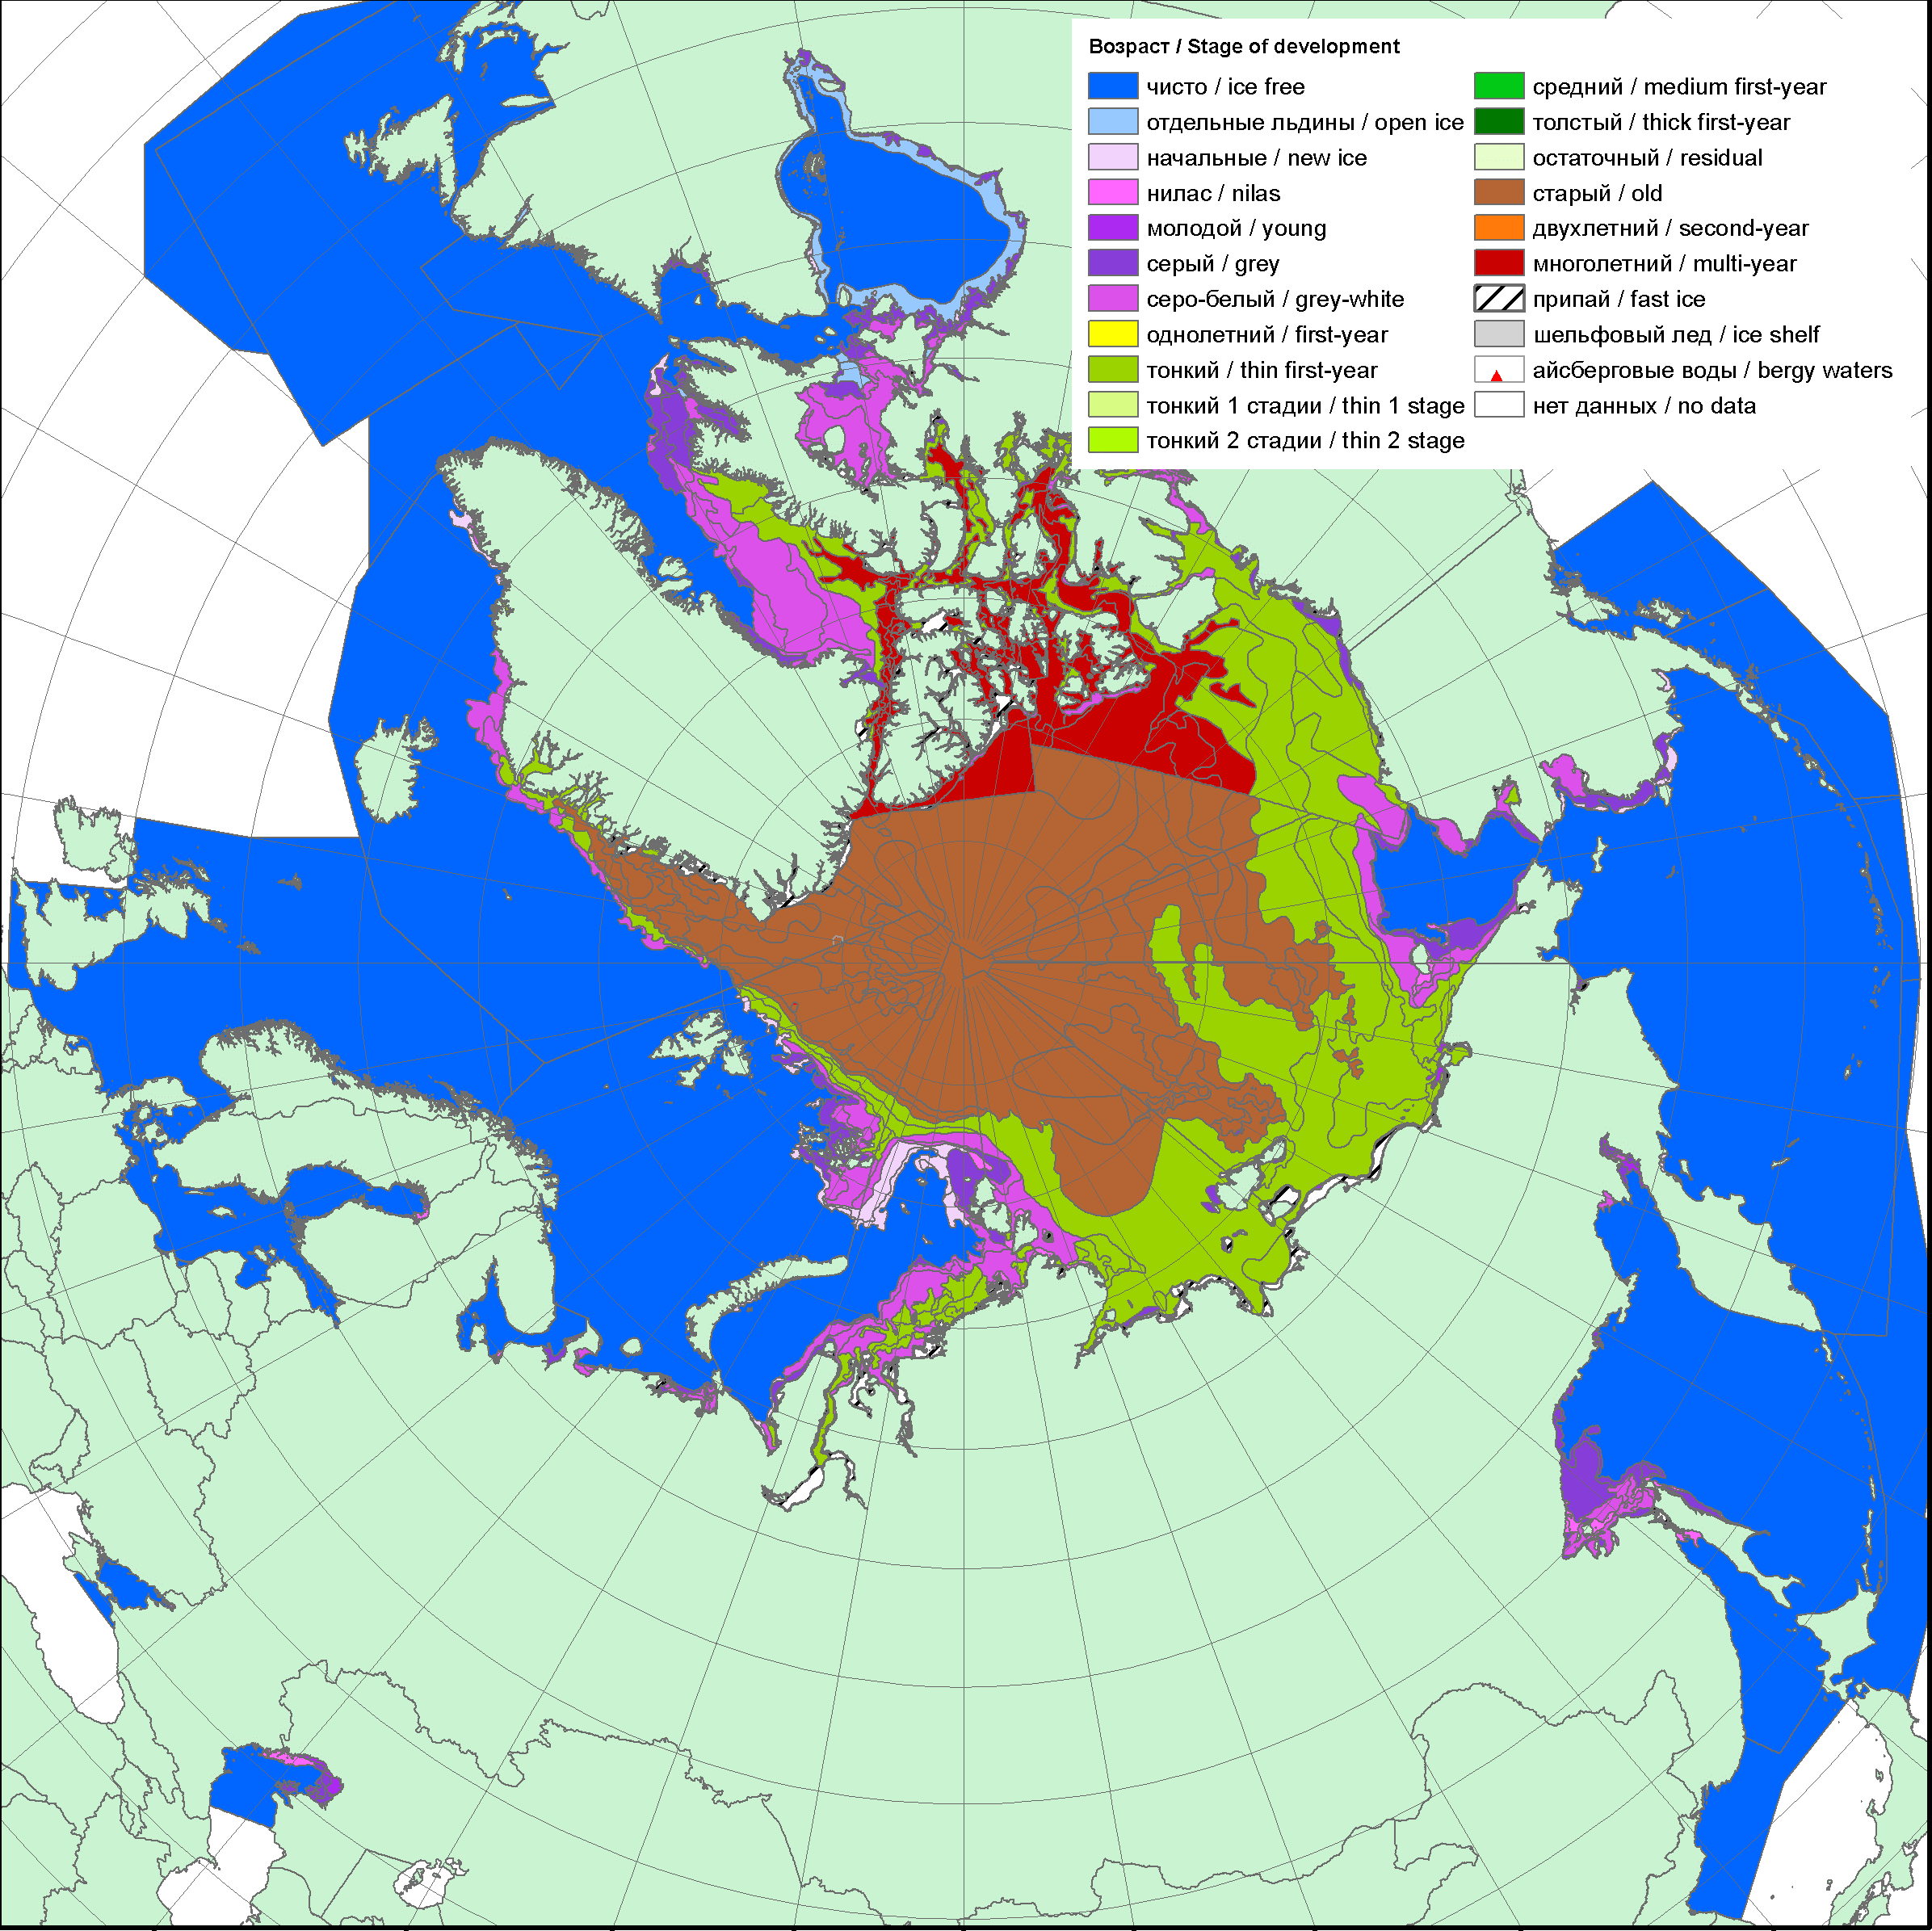 Возраст / Stage of development
чисто / ice free
отдельные льдины / open ice
начальные / new ice
нилас / nilas
молодой / young
серый / grey
серо-белый / grey-white
однолетний / first-year
тонкий / thin first-year
тонкий 1 стадии / thin 1 stage
тонкий 2 стадии / thin 2 stage
средний / medium first-year
толстый / thick first-year
остаточный / residual
старый / old
двухлетний / second-year
многолетний / multi-year
припай / fast ice
шельфовый лед / ice shelf
айсберговые воды / bergy waters
нет данных / no data